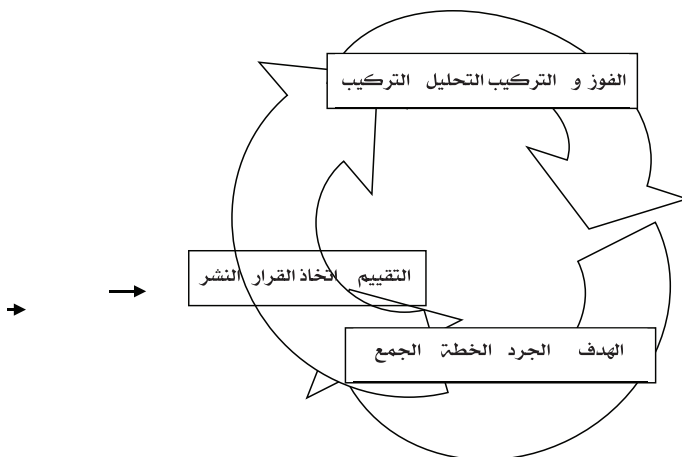 الفوز و التركيب التحليل التركيب
التقييم اتخاذ القرار النشر
الهدف الجرد الخطة الجمع